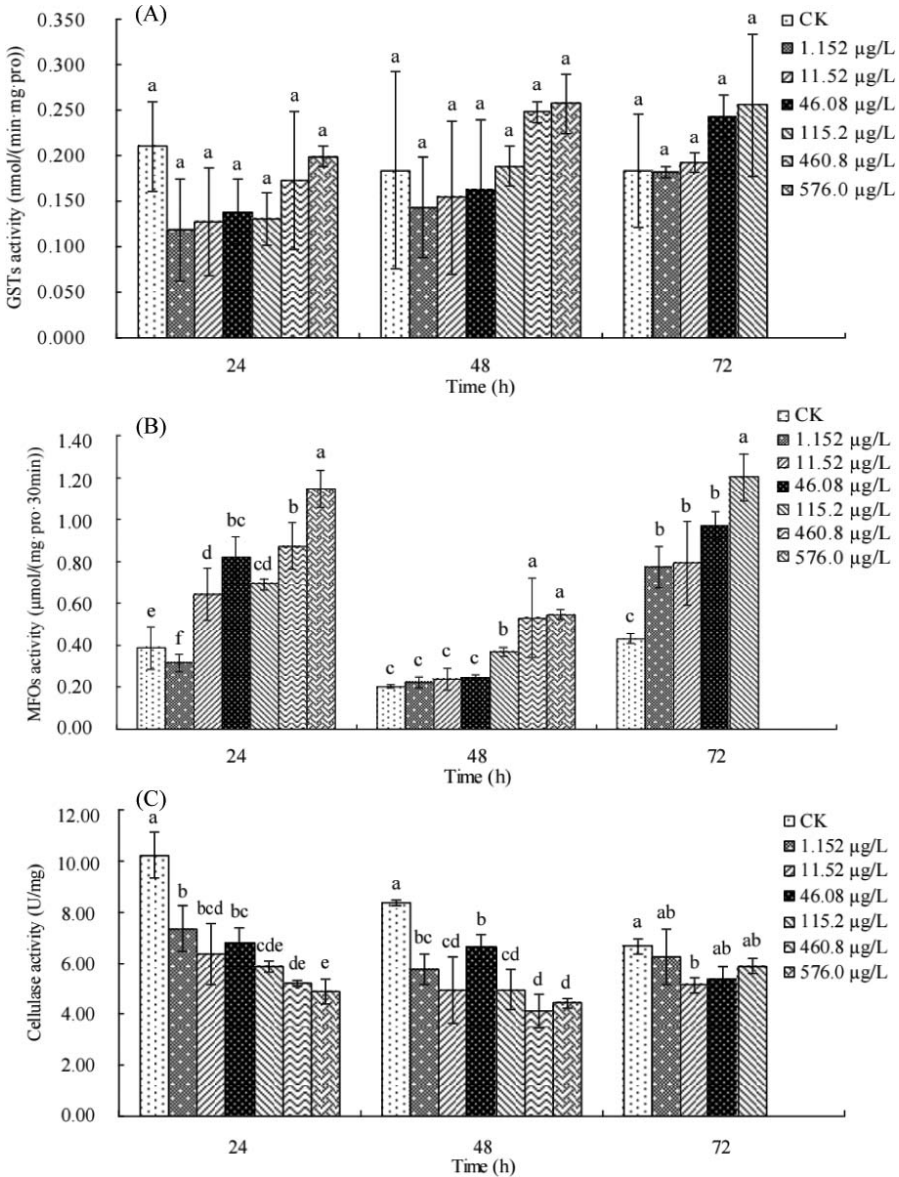 (A)
0.350
0.300
0.250
0.200
0.150
0.100
0.050
0.000
GSTs activity (nmol/(min·mg·pro))
a a a a a a a
a a a a a a a
a a a a a
24 48 72
Time (h)
CK
1.152 µg/L
11.52 µg/L
46.08 µg/L
115.2 µg/L
460.8 µg/L
576.0 µg/L
(B)
1.40
1.20
1.00
0.80
0.60
0.40
0.20
0.00
MFOs activity (µmol/(mg·pro·30min))
e f d bc cd b a
c c c c b a a
c b b b a
24 48 72
Time (h)
CK
1.152 µg/L
11.52 µg/L
46.08 µg/L
115.2 µg/L
460.8 µg/L
576.0 µg/L
(C)
12.00
10.00
8.00
6.00
4.00
2.00
0.00
Cellulase activity (U/mg)
a b bcd bc cde de e
a bc cd b cd d d
a ab b ab ab
24 48 72
Time (h)
CK
1.152 µg/L
11.52 µg/L
46.08 µg/L
115.2 µg/L
460.8 µg/L
576.0 µg/L